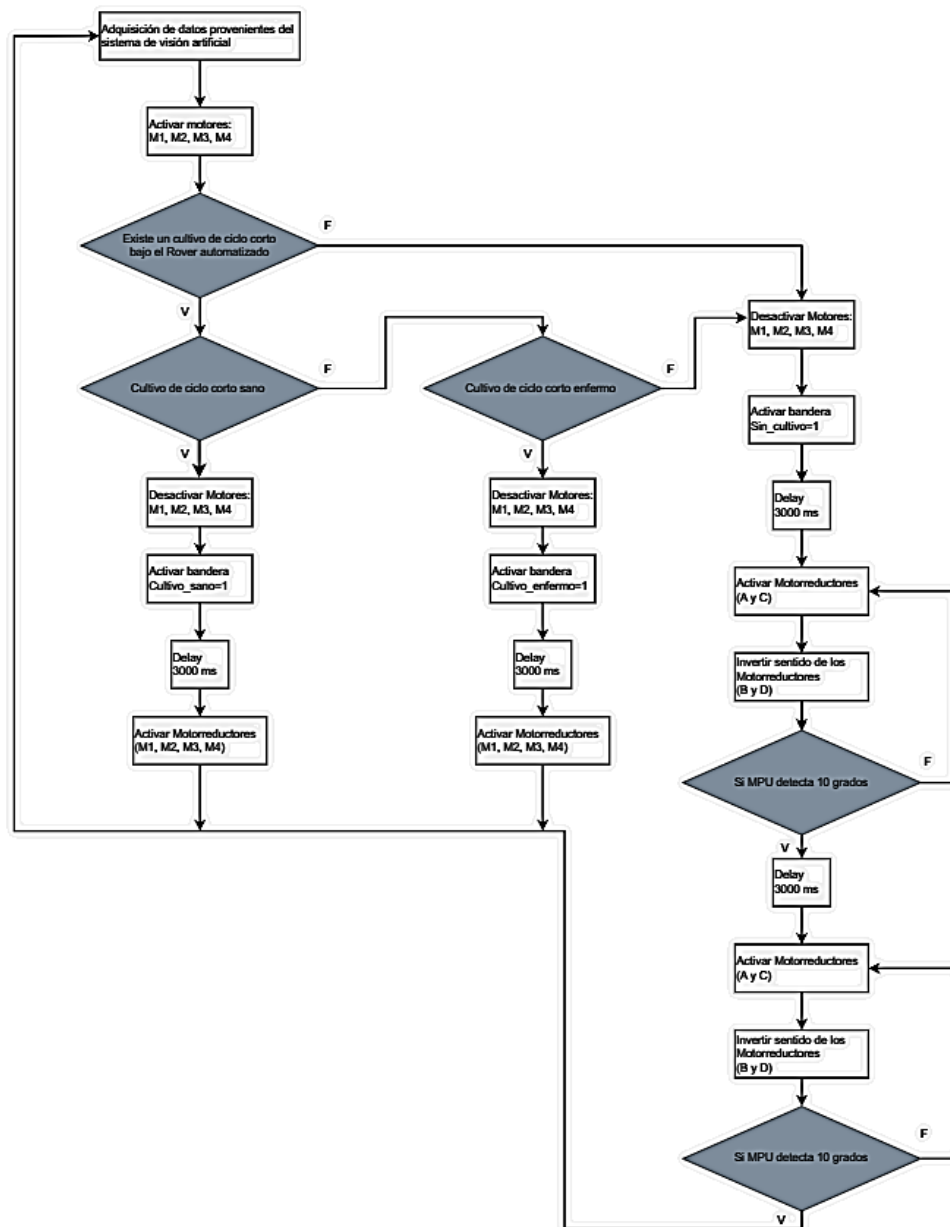 Adquisición de datos provenientes del
sistema de visión artificial
Activar motores:
M1, M2, M3, M4
Existe un cultivo de ciclo corto
bajo el Rover automatizado
F
V
Cultivo de ciclo corto sano
F
V
Desactivar Motores:
M1, M2, M3, M4
Activar bandera
Cultivo_sano=1
Delay
3000 ms
Activar Motorreductores
(M1, M2, M3, M4)
Cultivo de ciclo corto enfermo
F
V
Desactivar Motores:
M1, M2, M3, M4
Activar bandera
Cultivo_enfermo=1
Delay
3000 ms
Activar Motorreductores
(M1, M2, M3, M4)
Desactivar Motores:
M1, M2, M3, M4
Activar bandera
Sin_cultivo=1
Delay
3000 ms
Activar Motorreductores
(A y C)
Invertir sentido de los
Motorreductores
(B y D)
Si MPU detecta 10 grados
F
V
Delay
3000 ms
Activar Motorreductores
(A y C)
Invertir sentido de los
Motorreductores
(B y D)
Si MPU detecta 10 grados
F
V